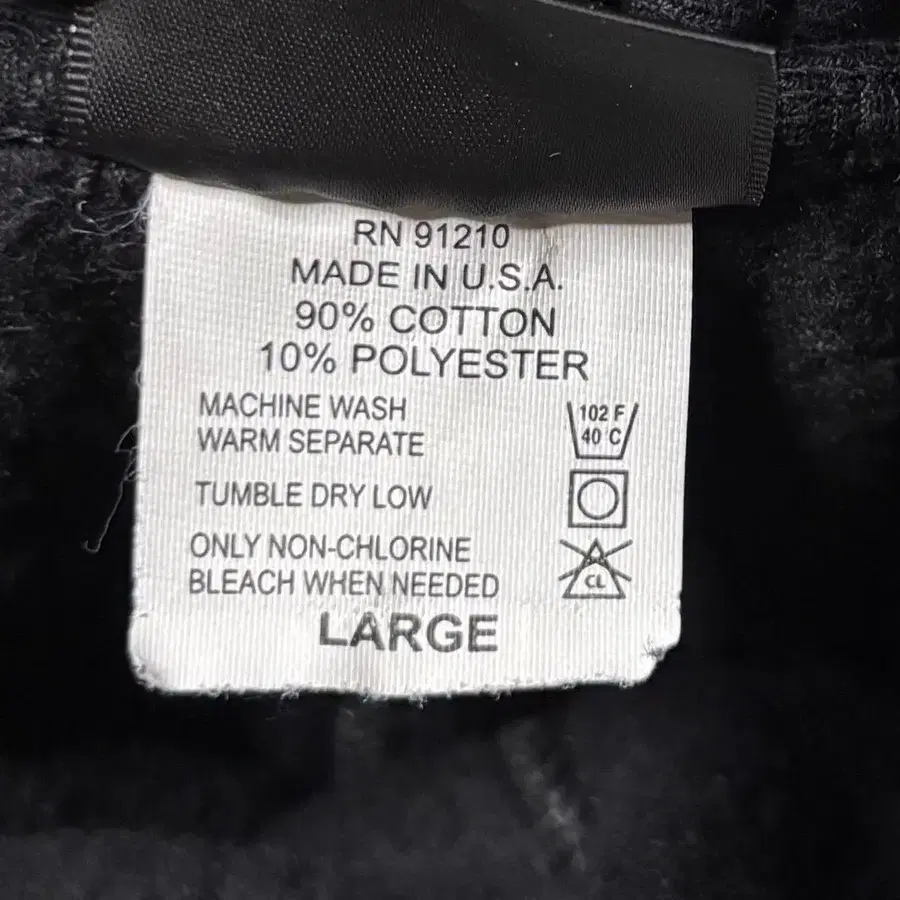 RN 91210
MADE IN U.S.A.
90% COTTON
10% POLYESTER
MACHINE WASH
WARM SEPARATE
102 F
40 C
TUMBLE DRY LOW
ONLY NON-CHLORINE
BLEACH WHEN NEEDED
CL
LARGE